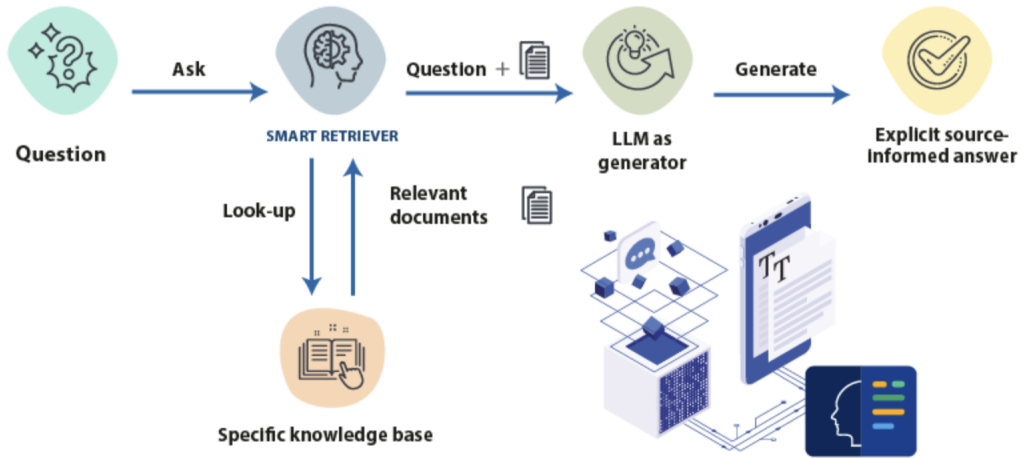 Ask
Question +
Generate
Question
SMART RETRIEVER
LLM as
generator
Explicit source-
informed answer
Look-up
Relevant
documents
TT
Specific knowledge base